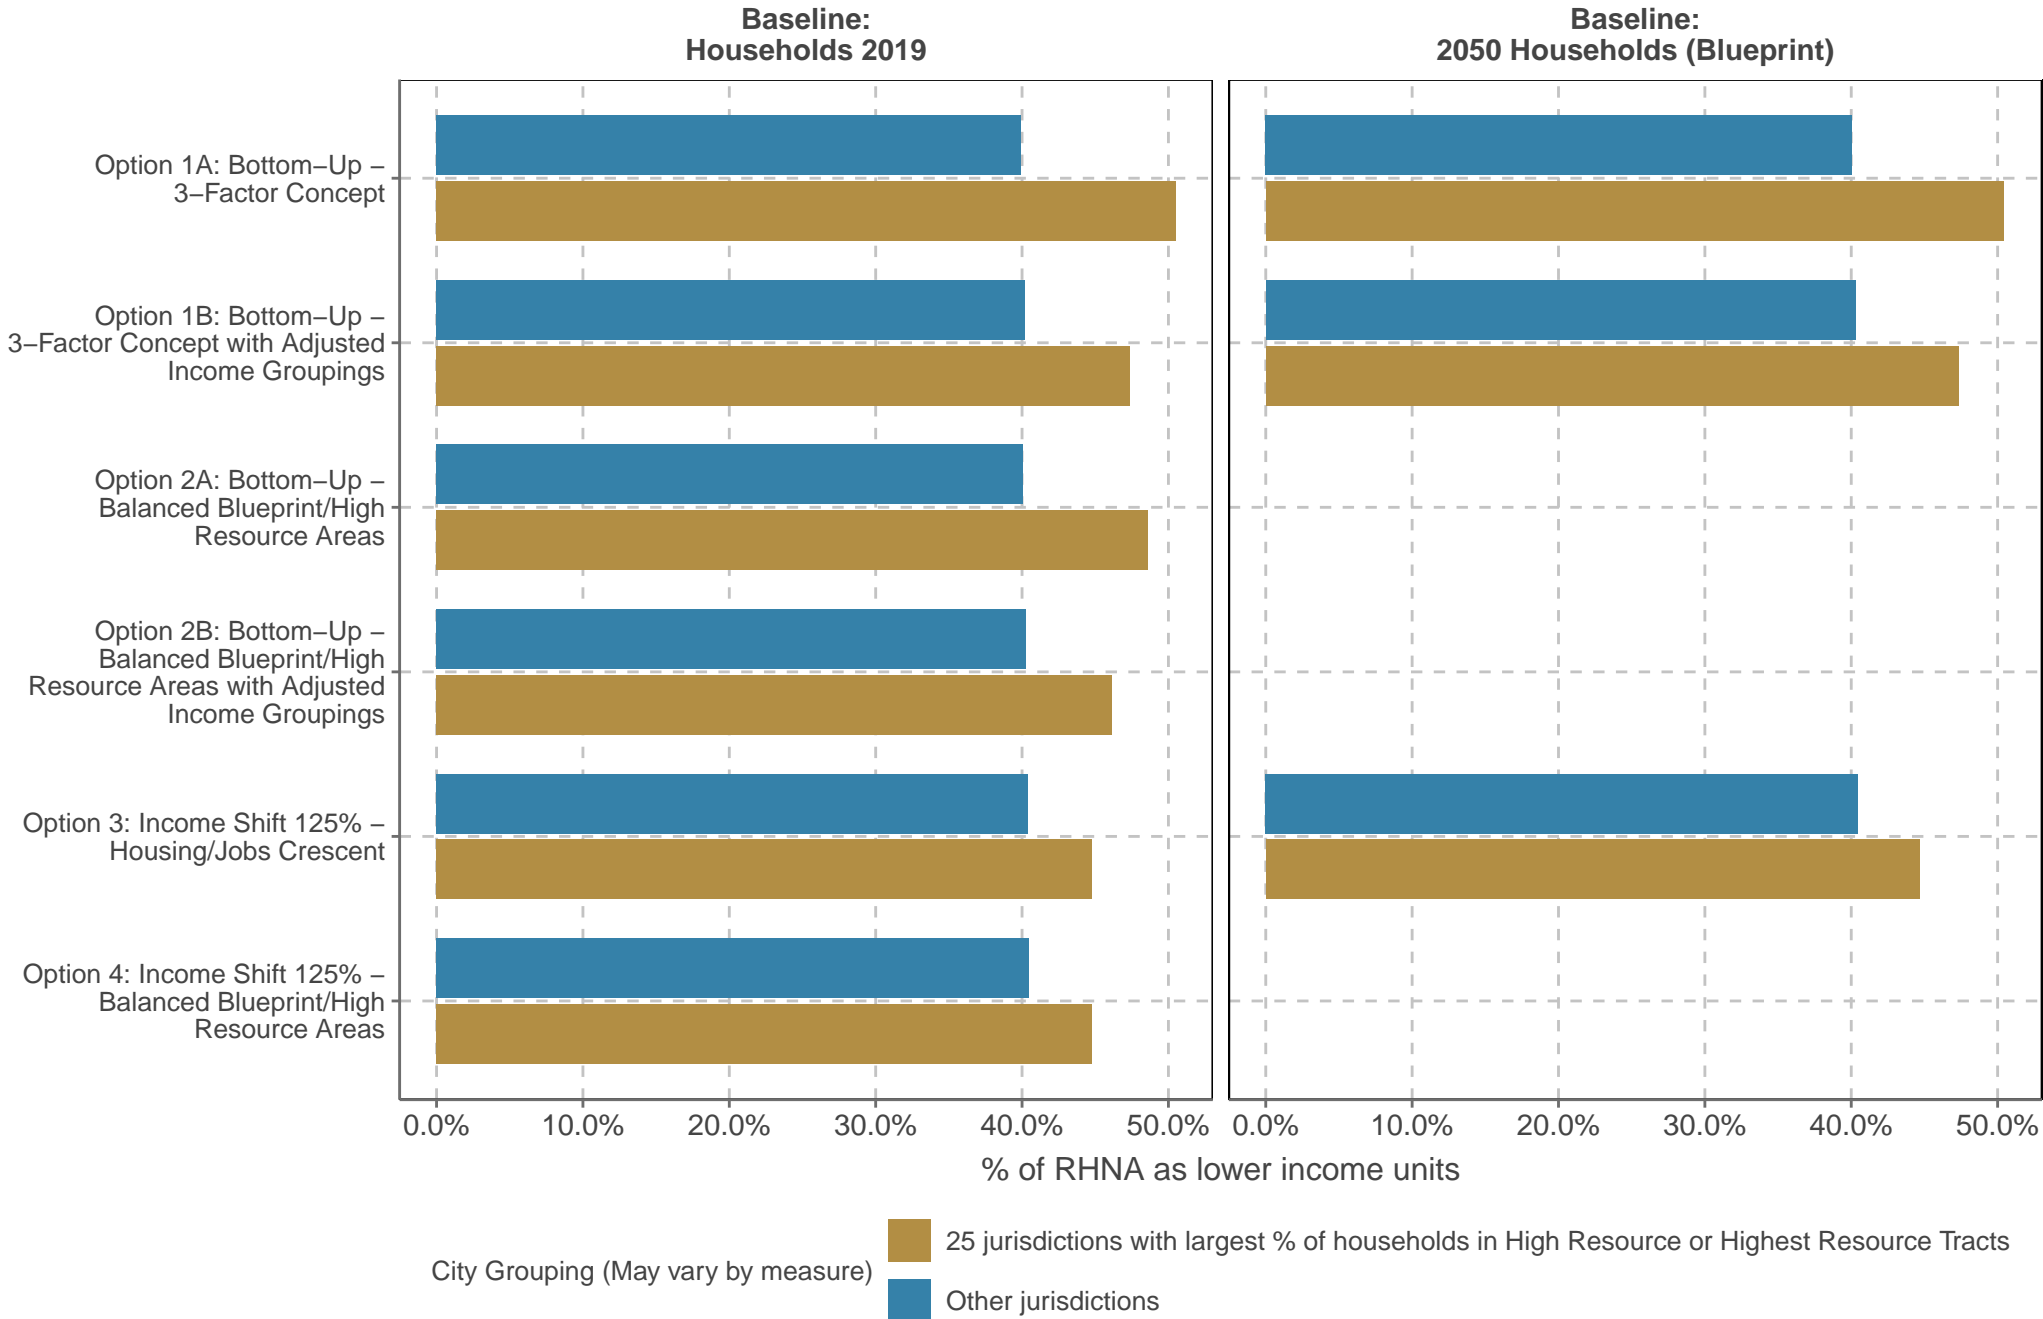 Baseline:
Households 2019
Baseline:
2050 Households (Blueprint)
Option 1A: Bottom−Up −
3−Factor Concept
Option 1B: Bottom−Up −
3−Factor Concept with Adjusted
Income Groupings
Option 2A: Bottom−Up −
Balanced Blueprint/High
Resource Areas
Option 2B: Bottom−Up −
Balanced Blueprint/High
Resource Areas with Adjusted
Income Groupings
Option 3: Income Shift 125% −
Housing/Jobs Crescent
Option 4: Income Shift 125% −
Balanced Blueprint/High
Resource Areas
0.0% 10.0% 20.0% 30.0% 40.0% 50.0% 0.0% 10.0% 20.0% 30.0% 40.0% 50.0%
% of RHNA as lower income units
City Grouping (May vary by measure)
25 jurisdictions with largest % of households in High Resource or Highest Resource Tracts
Other jurisdictions